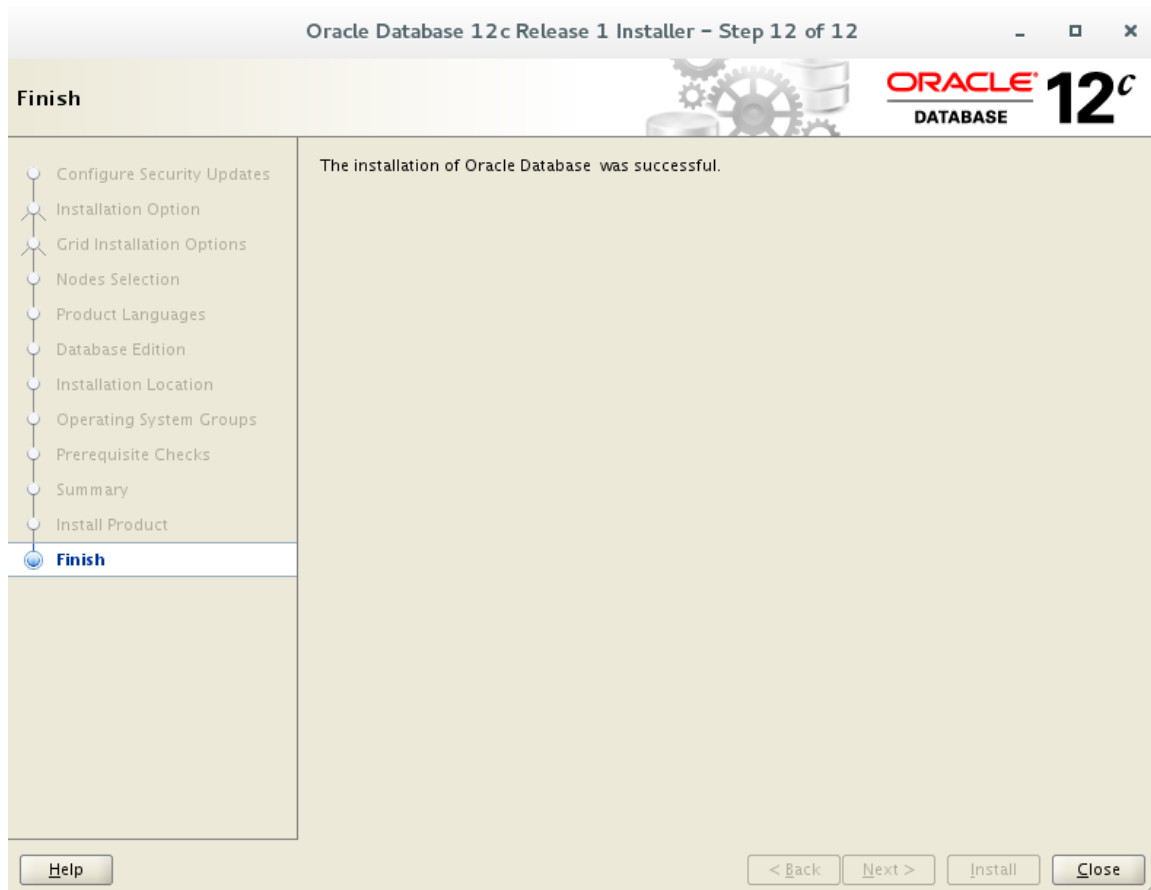 Oracle Database 12c Release 1 Installer – Step 12 of 12
Finish
ORACLE
DATABASE
12c
Configure Security Updates
Installation Option
Grid Installation Options
Nodes Selection
Product Languages
Database Edition
Installation Location
Operating System Groups
Prerequisite Checks
Summary
Install Product
Finish
The installation of Oracle Database was successful.
Help
< Back
Next >
Install
Close